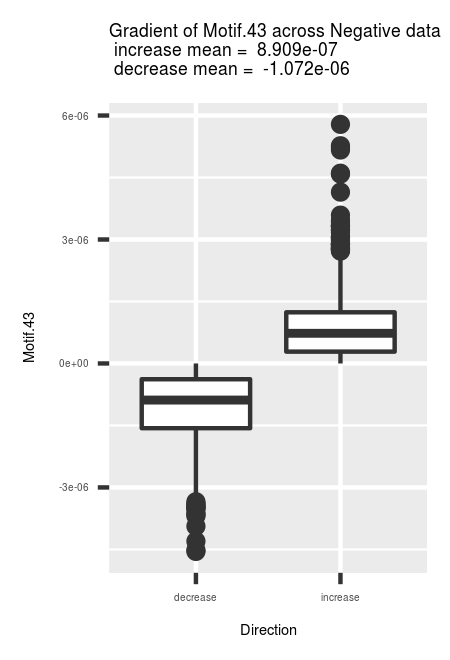 Gradient of Motif.43 across Negative data
increase mean =  8.909e-07
decrease mean =  -1.072e-06
6e-06
3e-06
0e+00
-3e-06
Motif.43
decrease
increase
Direction